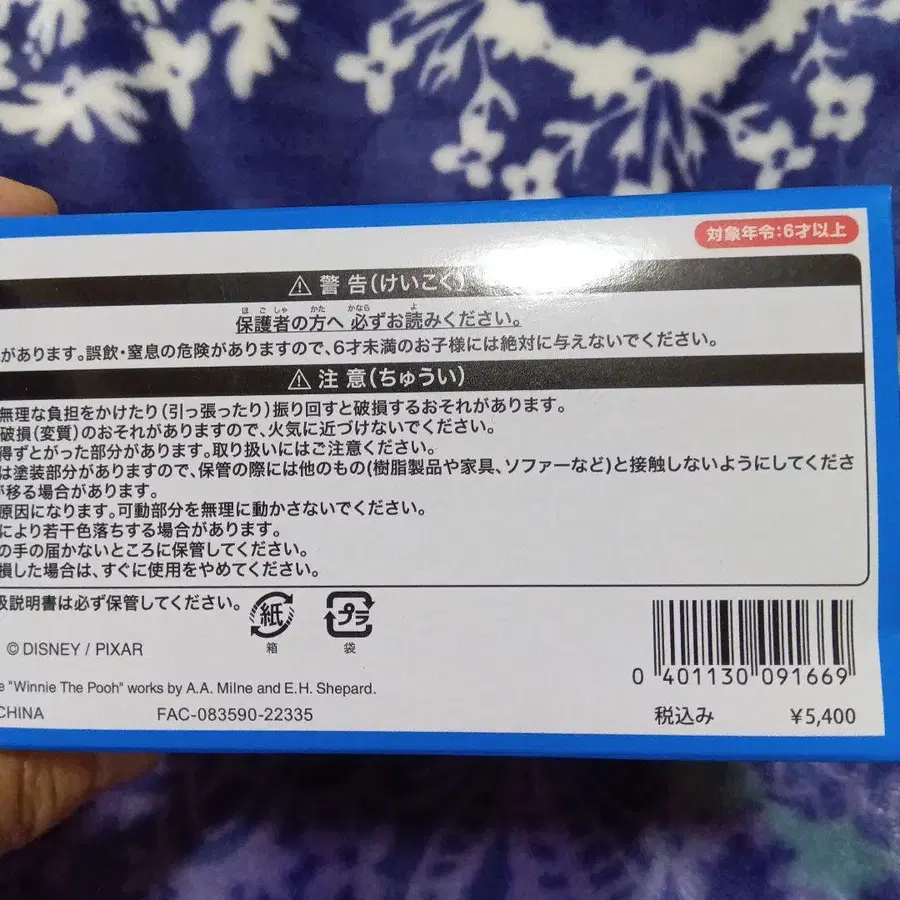 対象年令:6才以上
⚠ 警告(けいこく)
保護者の方へ 必ずお読みください。
があります。誤飲・窒息の危険がありますので、6才未満のお子様には絶対に与えないでください。
⚠ 注意(ちゅうい)
無理な負担をかけたり(引っ張ったり)振り回すと破損するおそれがあります。
破損(変質)のおそれがありますので、火気に近づけないでください。
得ずとがった部分があります。取り扱いにはご注意ください。
は塗装部分がありますので、保管の際には他のもの(樹脂製品や家具、ソファーなど)と接触しないようにしてくださ
が移る場合があります。
原因になります。可動部分を無理に動かさないでください。
により若干色落ちする場合があります。
の手の届かないところに保管してください。
損した場合は、すぐに使用をやめてください。
扱説明書は必ず保管してください。
紙
箱
プラ
袋
© DISNEY / PIXAR
e "Winnie The Pooh" works by A.A. Milne and E.H. Shepard.
CHINA FAC-083590-22335
0 401130 091669
税込み ¥5,400